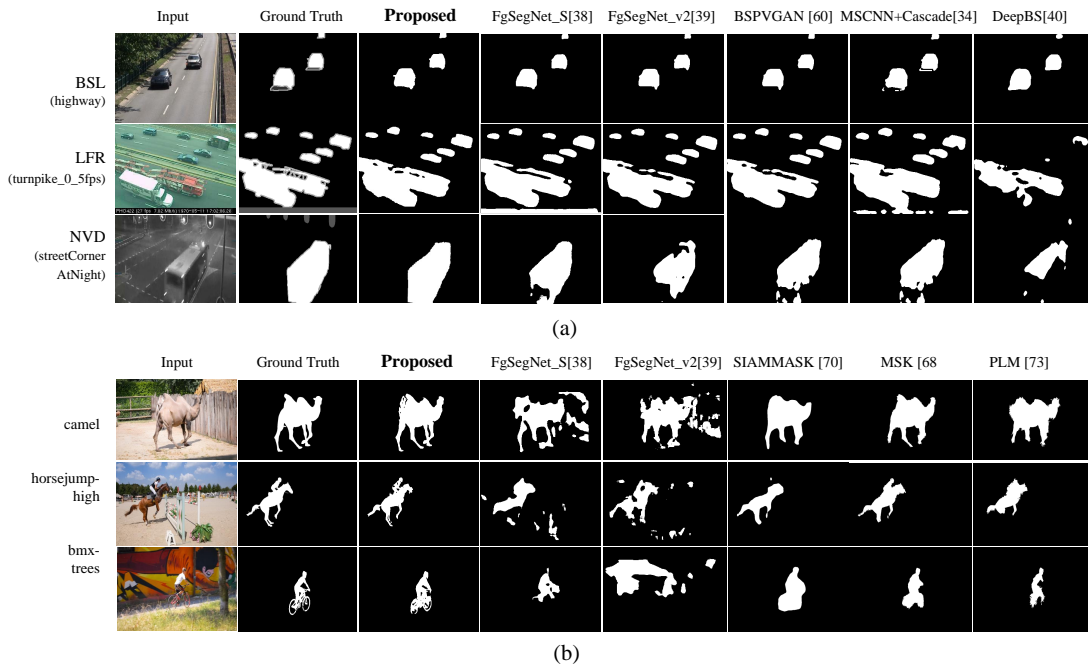 Input Ground Truth Proposed FgSegNet_S[38] FgSegNet_v2[39] BSPVGAN [60] MSCNN+Cascade[34] DeepBS[40]
BSL
(highway)
LFR
(turnpike_0_5fps)
NVD
(streetCorner
AtNight)
(a)
Input Ground Truth Proposed FgSegNet_S[38] FgSegNet_v2[39] SIAMMASK [70] MSK [68 PLM [73]
camel
horsejump-
high
bmx-
trees
(b)